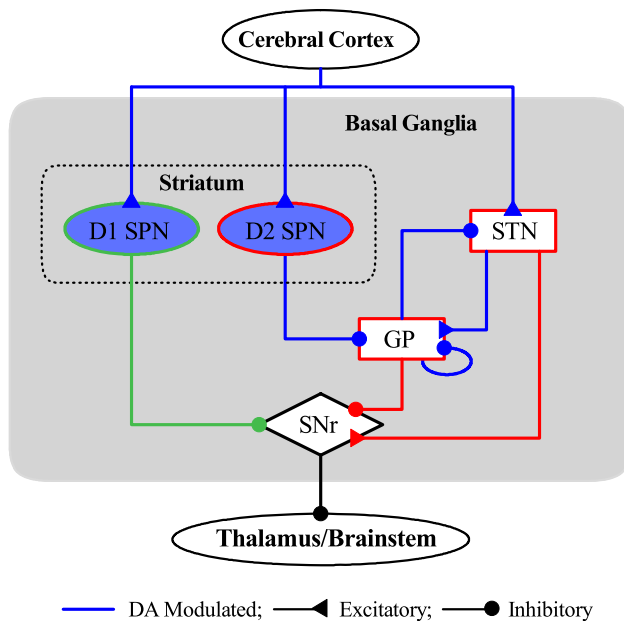 Cerebral Cortex
Basal Ganglia
Striatum
D1 SPN
D2 SPN
STN
GP
SNr
Thalamus/Brainstem
DA Modulated; Excitatory; Inhibitory